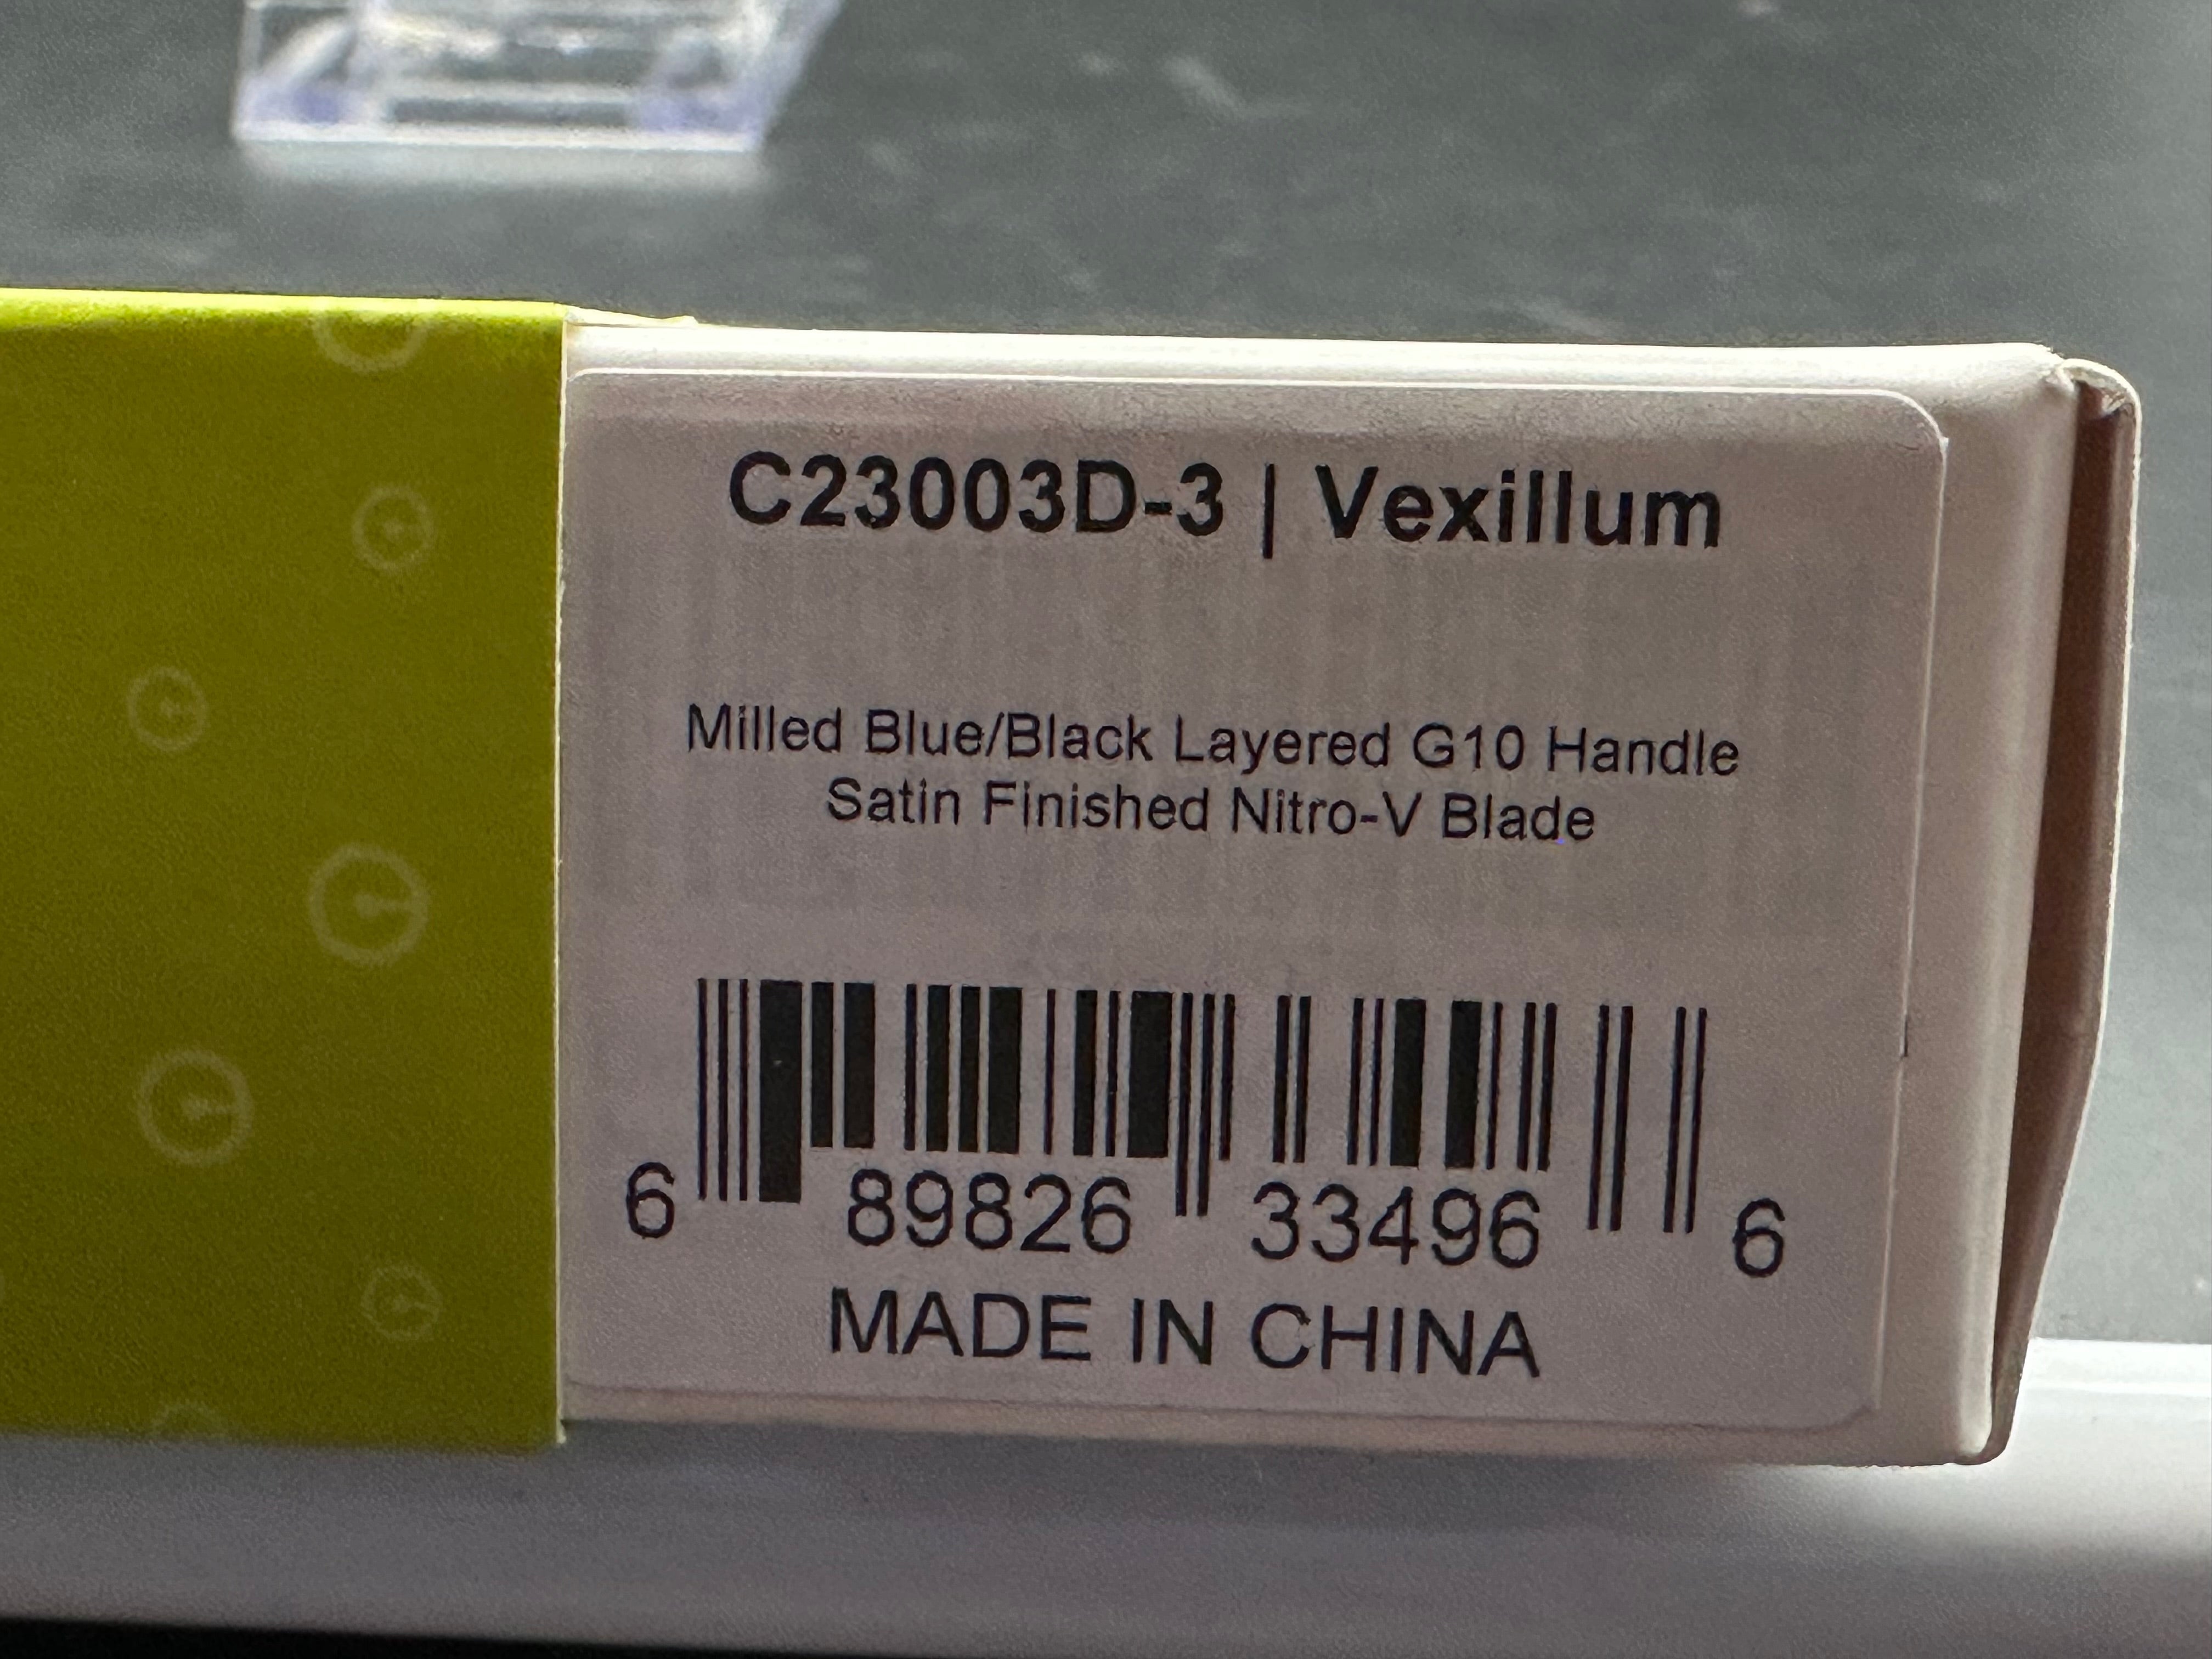 C23003D-3 | Vexillum
Milled Blue/Black Layered G10 Handle
Satin Finished Nitro-V Blade
6 89826 33496 6
MADE IN CHINA